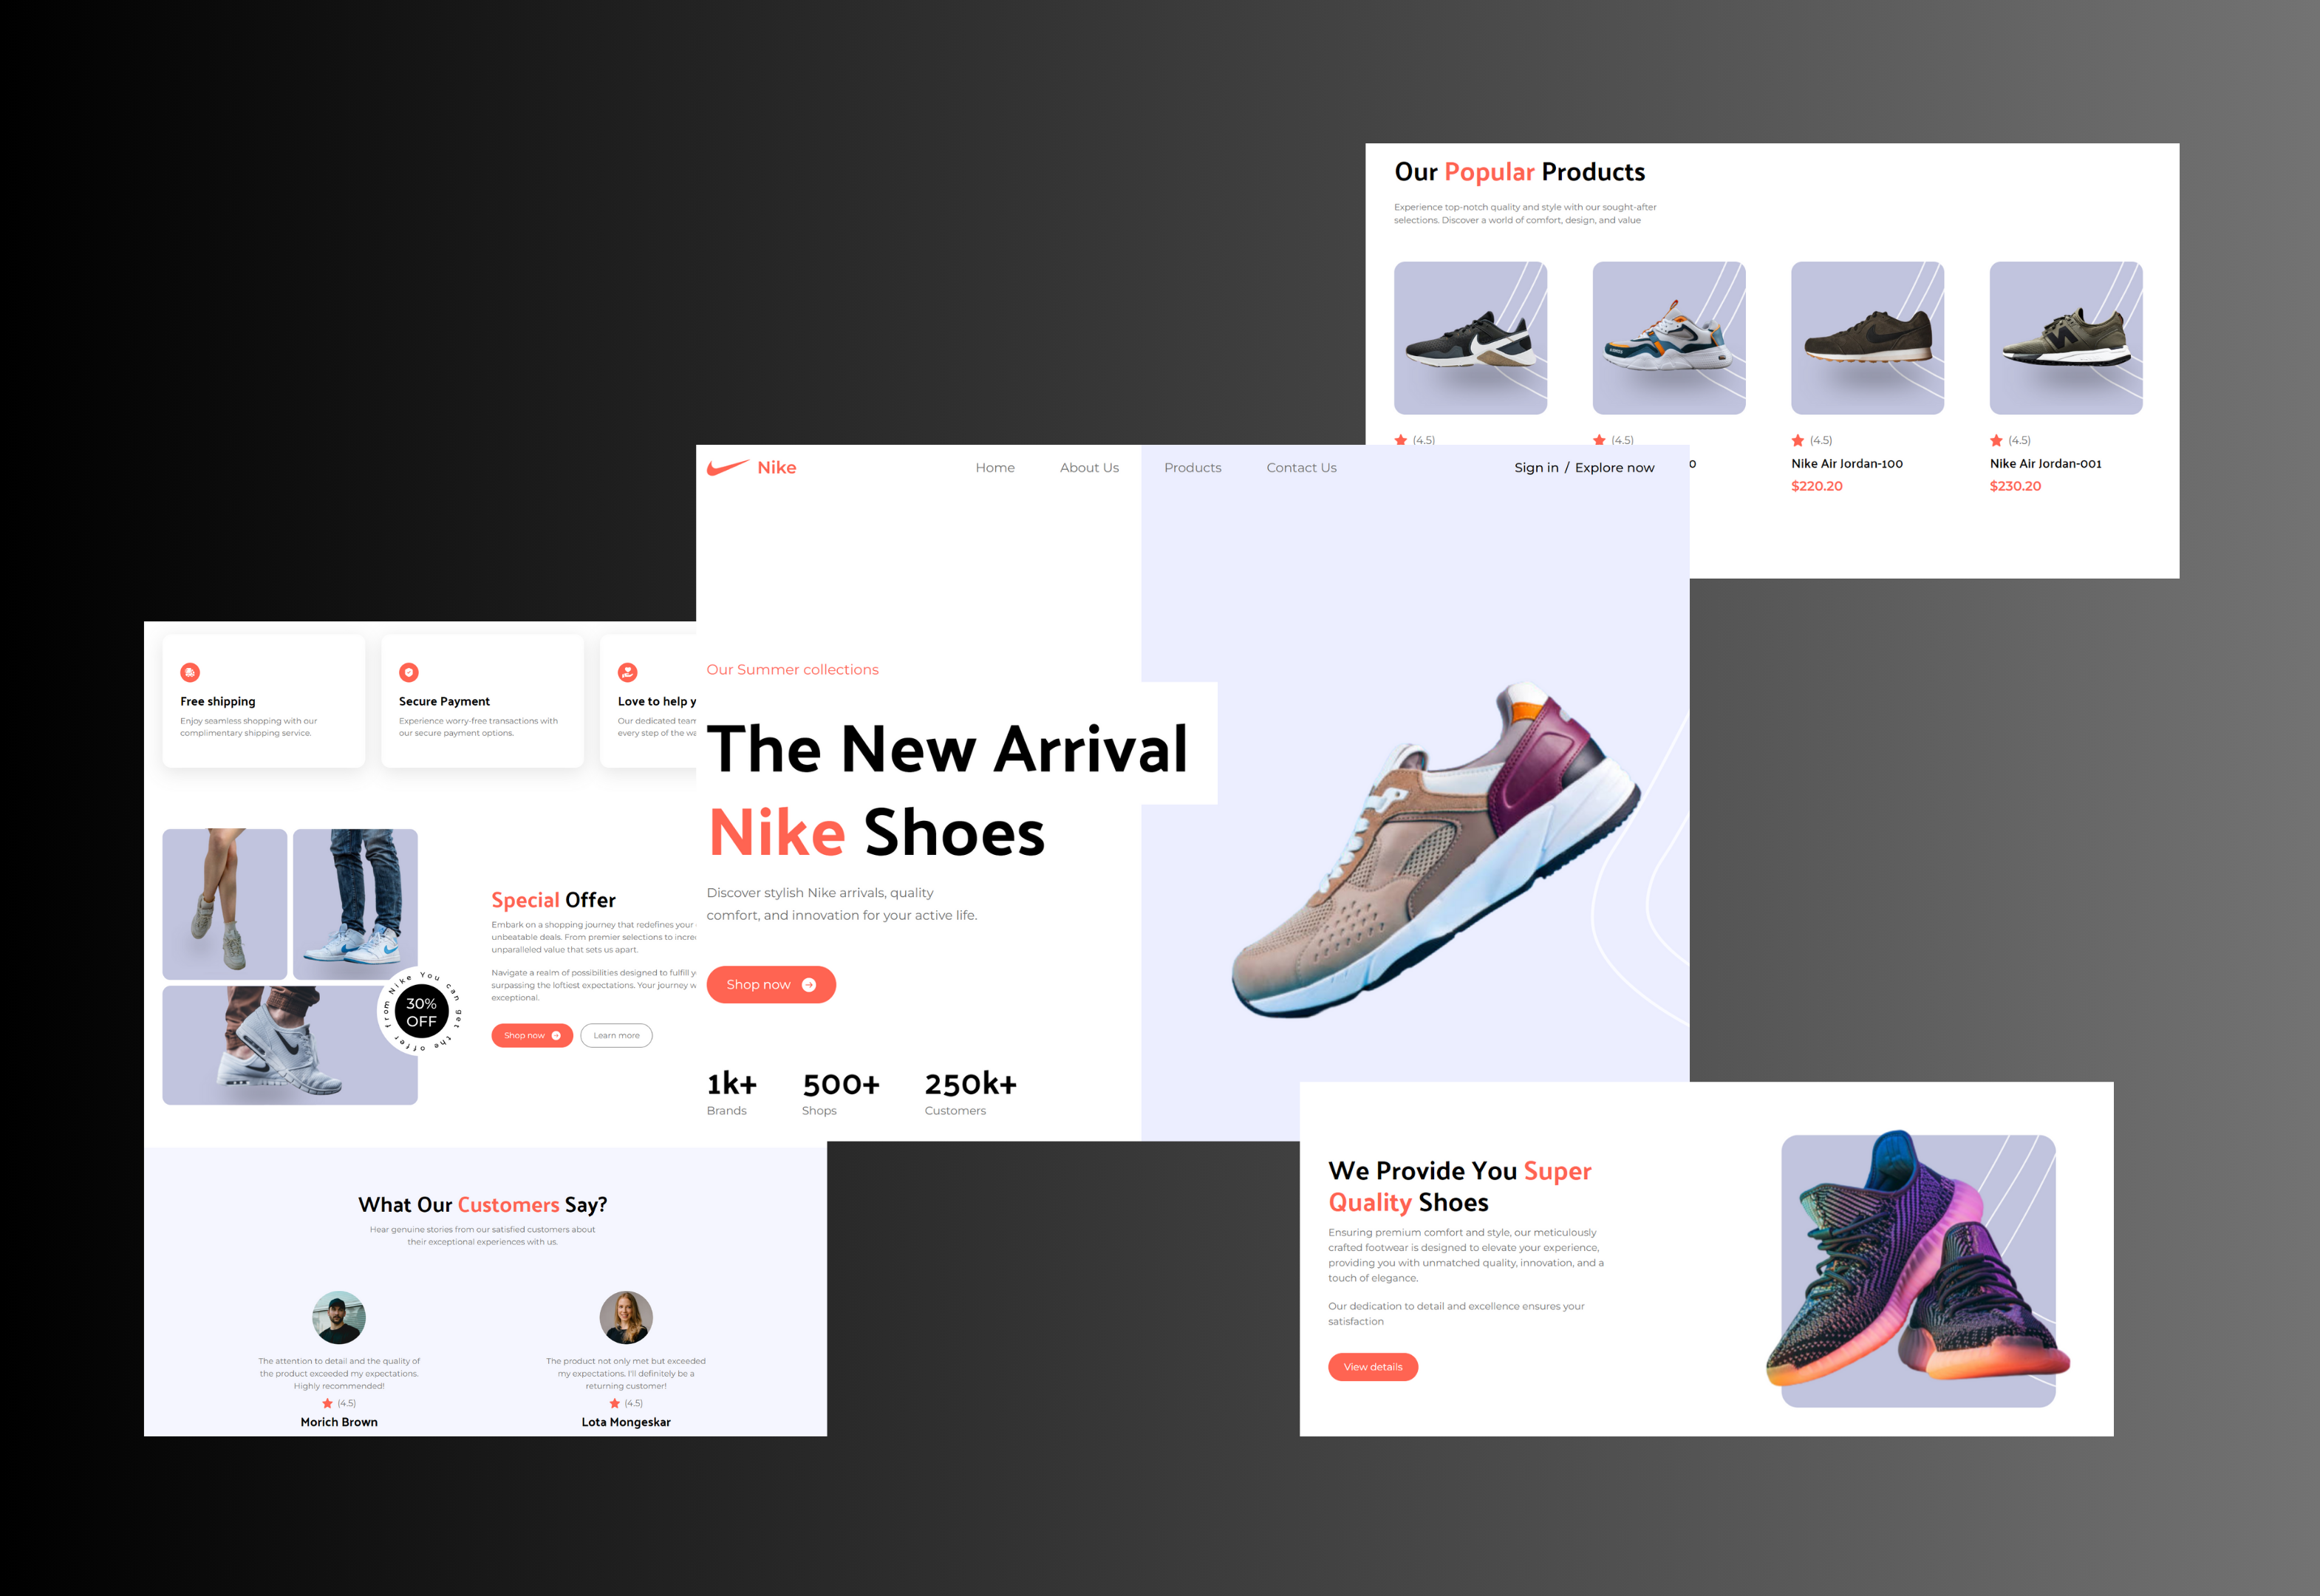 Our Popular Products
Experience top-notch quality and style with our sought-after
selections. Discover a world of comfort, design, and value
(4.5)
(4.5)
(4.5)
(4.5)
0
Nike Air Jordan-100
Nike Air Jordan-001
$220.20
$230.20
Nike
Home
About Us
Products
Contact Us
Sign in / Explore now
Our Summer collections
The New Arrival
Nike Shoes
Discover stylish Nike arrivals, quality
comfort, and innovation for your active life.
Shop now
1k+
Brands
500+
Shops
250k+
Customers
Free shipping
Enjoy seamless shopping with our
complimentary shipping service.
Secure Payment
Experience worry-free transactions with
our secure payment options.
Love to help y
Our dedicated team
every step of the wa
Special Offer
Embark on a shopping journey that redefines your
unbeatable deals. From premier selections to incre
unparalleled value that sets us apart.
Navigate a realm of possibilities designed to fulfill y
surpassing the loftiest expectations. Your journey w
exceptional.
Shop now
Learn more
You can get the offer from Nike
30%
OFF
What Our Customers Say?
Hear genuine stories from our satisfied customers about
their exceptional experiences with us.
The attention to detail and the quality of
the product exceeded my expectations.
Highly recommended!
(4.5)
Morich Brown
The product not only met but exceeded
my expectations. I'll definitely be a
returning customer!
(4.5)
Lota Mongeskar
We Provide You Super
Quality Shoes
Ensuring premium comfort and style, our meticulously
crafted footwear is designed to elevate your experience,
providing you with unmatched quality, innovation, and a
touch of elegance.
Our dedication to detail and excellence ensures your
satisfaction
View details